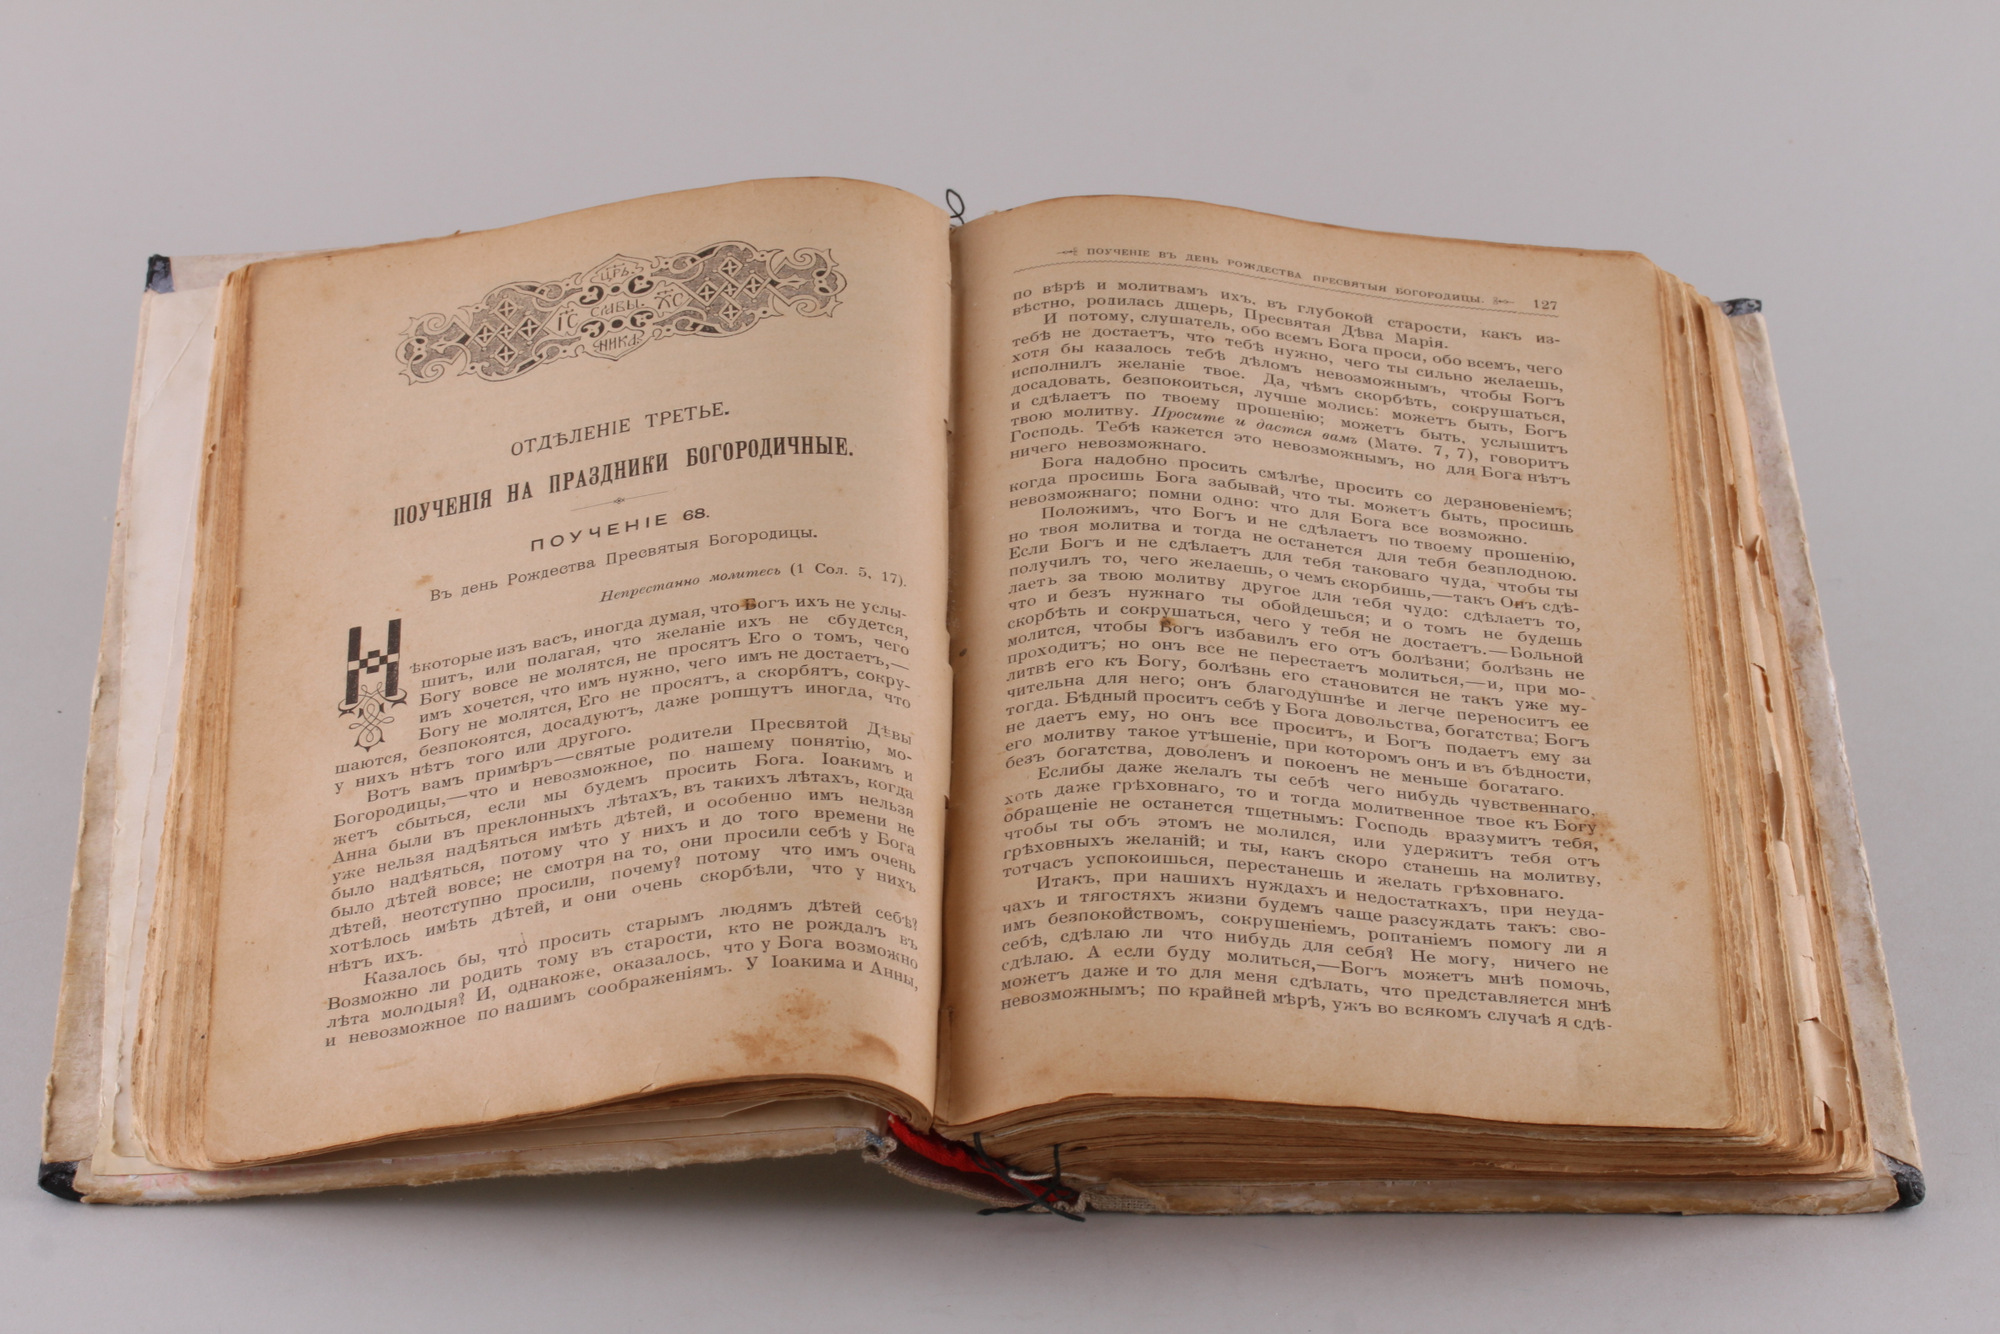 ЦРЬ
ІС СЛАВЫ. ХС
НИКА
ОТДѢЛЕНІЕ ТРЕТЬЕ.
ПОУЧЕНІЯ НА ПРАЗДНИКИ БОГОРОДИЧНЫЕ.
ПОУЧЕНІЕ 68.
Въ день Рождества Пресвятыя Богородицы.
Непрестанно молитесь (1 Сол. 5, 17).
Нѣкоторые изъ васъ, иногда думая, что Богъ ихъ не услы-
шитъ, или полагая, что желаніе ихъ не сбудется,
Богу вовсе не молятся, не просятъ Его о томъ, чего
имъ хочется, что имъ нужно, чего имъ не достаетъ,—
Богу не молятся, Его не просятъ, а скорбятъ, сокру-
шаются, безпокоятся, досадуютъ, даже ропщутъ иногда, что
у нихъ нѣтъ того или другого.
Вотъ вамъ примѣръ—святые родители Пресвятой Дѣвы
Богородицы,—что и невозможное, по нашему понятію, мо-
жетъ сбыться, если мы будемъ просить Бога. Іоакимъ и
Анна были въ преклонныхъ лѣтахъ, въ такихъ лѣтахъ, когда
уже нельзя надѣяться имѣть дѣтей, и особенно имъ нельзя
было надѣяться, потому что у нихъ и до того времени не
было дѣтей вовсе; не смотря на то, они просили себѣ у Бога
дѣтей, неотступно просили, почему? потому что имъ очень
хотѣлось имѣть дѣтей, и они очень скорбѣли, что у нихъ
нѣтъ ихъ.
Казалось бы, что просить старымъ людямъ дѣтей себѣ?
Возможно ли родить тому въ старости, кто не рождалъ въ
лѣта молодыя? И, однакоже, оказалось, что у Бога возможно
и невозможное по нашимъ соображеніямъ. У Іоакима и Анны,
ПОУЧЕНІЕ ВЪ ДЕНЬ РОЖДЕСТВА ПРЕСВЯТЫЯ БОГОРОДИЦЫ. 127
по вѣрѣ и молитвамъ ихъ, въ глубокой старости, какъ из-
вѣстно, родилась дщерь, Пресвятая Дѣва Марія.
И потому, слушатель, обо всемъ Бога проси, обо всемъ, чего
тебѣ не достаетъ, что тебѣ нужно, чего ты сильно желаешь,
хотя бы казалось тебѣ дѣломъ невозможнымъ, чтобы Богъ
исполнилъ желаніе твое. Да, чѣмъ скорбѣть, сокрушаться,
досадовать, безпокоиться, лучше молись: можетъ быть, Богъ
и сдѣлаетъ по твоему прошенію; можетъ быть, услышитъ
твою молитву. Просите и дастся вамъ (Матѳ. 7, 7), говоритъ
Господь. Тебѣ кажется это невозможнымъ, но для Бога нѣтъ
ничего невозможнаго.
Бога надобно просить смѣлѣе, просить со дерзновеніемъ;
когда просишь Бога забывай, что ты, можетъ быть, просишь
невозможнаго; помни одно: что для Бога все возможно.
Положимъ, что Богъ и не сдѣлаетъ по твоему прошенію,
но твоя молитва и тогда не останется для тебя безплодною.
Если Богъ и не сдѣлаетъ для тебя таковаго чуда, чтобы ты
получилъ то, чего желаешь, о чемъ скорбишь,—такъ Онъ сдѣ-
лаетъ за твою молитву другое для тебя чудо: сдѣлаетъ то,
что и безъ нужнаго ты обойдешься; и о томъ не будешь
скорбѣть и сокрушаться, чего у тебя не достаетъ.—Больной
молится, чтобы Богъ избавилъ его отъ болѣзни; болѣзнь не
проходитъ; но онъ все не перестаетъ молиться,—и, при мо-
литвѣ его къ Богу, болѣзнь его становится не такъ уже му-
чительна для него; онъ благодушнѣе и легче переноситъ ее
тогда. Бѣдный проситъ себѣ у Бога довольства, богатства; Богъ
не даетъ ему, но онъ все проситъ, и Богъ подаетъ ему за
его молитву такое утѣшеніе, при которомъ онъ и въ бѣдности,
безъ богатства, доволенъ и покоенъ не меньше богатаго.
Еслибы даже желалъ ты себѣ чего нибудь чувственнаго,
хоть даже грѣховнаго, то и тогда молитвенное твое къ Богу
обращеніе не останется тщетнымъ: Господь вразумитъ тебя,
чтобы ты объ этомъ не молился, или удержитъ тебя отъ
грѣховныхъ желаній; и ты, какъ скоро станешь на молитву,
тотчасъ успокоишься, перестанешь и желать грѣховнаго.
Итакъ, при нашихъ нуждахъ и недостаткахъ, при неуда-
чахъ и тягостяхъ жизни будемъ чаще разсуждать такъ: сво-
имъ безпокойствомъ, сокрушеніемъ, роптаніемъ помогу ли я
себѣ, сдѣлаю ли что нибудь для себя? Не могу, ничего не
сдѣлаю. А если буду молиться,—Богъ можетъ мнѣ помочь,
можетъ даже и то для меня сдѣлать, что представляется мнѣ
невозможнымъ; по крайней мѣрѣ, ужъ во всякомъ случаѣ я сдѣ-